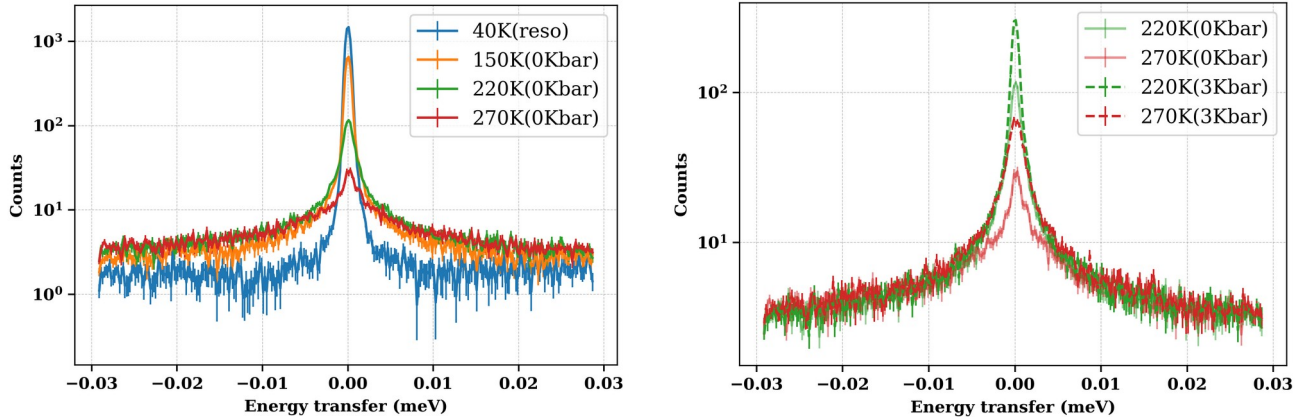 10³
10²
10¹
10⁰
Counts
40K(reso)
150K(0Kbar)
220K(0Kbar)
270K(0Kbar)
−0.03 −0.02 −0.01 0.00 0.01 0.02 0.03
Energy transfer (meV)
10²
10¹
Counts
220K(0Kbar)
270K(0Kbar)
220K(3Kbar)
270K(3Kbar)
−0.03 −0.02 −0.01 0.00 0.01 0.02 0.03
Energy transfer (meV)